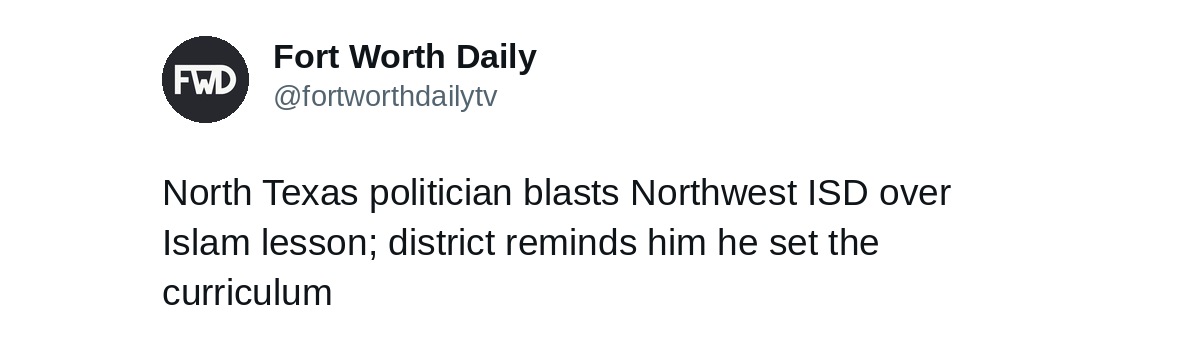 FWD
Fort Worth Daily
@fortworthdailytv
North Texas politician blasts Northwest ISD over
Islam lesson; district reminds him he set the
curriculum